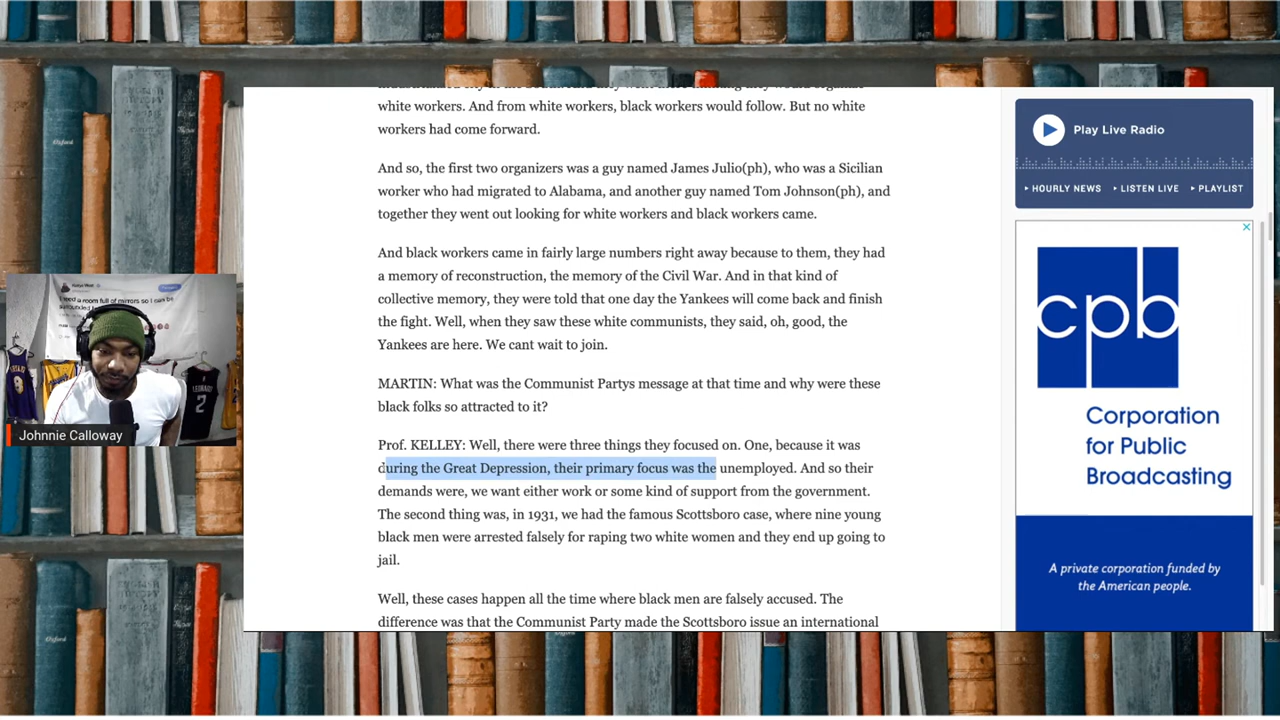 white workers. And from white workers, black workers would follow. But no white
workers had come forward.
And so, the first two organizers was a guy named James Julio(ph), who was a Sicilian
worker who had migrated to Alabama, and another guy named Tom Johnson(ph), and
together they went out looking for white workers and black workers came.
And black workers came in fairly large numbers right away because to them, they had
a memory of reconstruction, the memory of the Civil War. And in that kind of
collective memory, they were told that one day the Yankees will come back and finish
the fight. Well, when they saw these white communists, they said, oh, good, the
Yankees are here. We cant wait to join.
MARTIN: What was the Communist Partys message at that time and why were these
black folks so attracted to it?
Prof. KELLEY: Well, there were three things they focused on. One, because it was
during the Great Depression, their primary focus was the unemployed. And so their
demands were, we want either work or some kind of support from the government.
The second thing was, in 1931, we had the famous Scottsboro case, where nine young
black men were arrested falsely for raping two white women and they end up going to
jail.
Well, these cases happen all the time where black men are falsely accused. The
difference was that the Communist Party made the Scottsboro issue an international
Play Live Radio
HOURLY NEWS
LISTEN LIVE
PLAYLIST
cpb
Corporation
for Public
Broadcasting
A private corporation funded by
the American people.
Johnnie Calloway
2